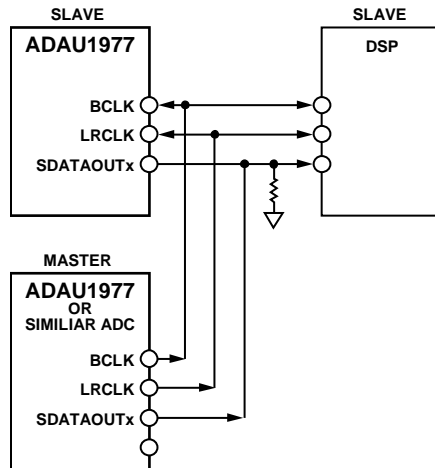 SLAVE
ADAU1977
BCLK
LRCLK
SDATAOUTx
SLAVE
DSP
MASTER
ADAU1977
OR
SIMILIAR ADC
BCLK
LRCLK
SDATAOUTx